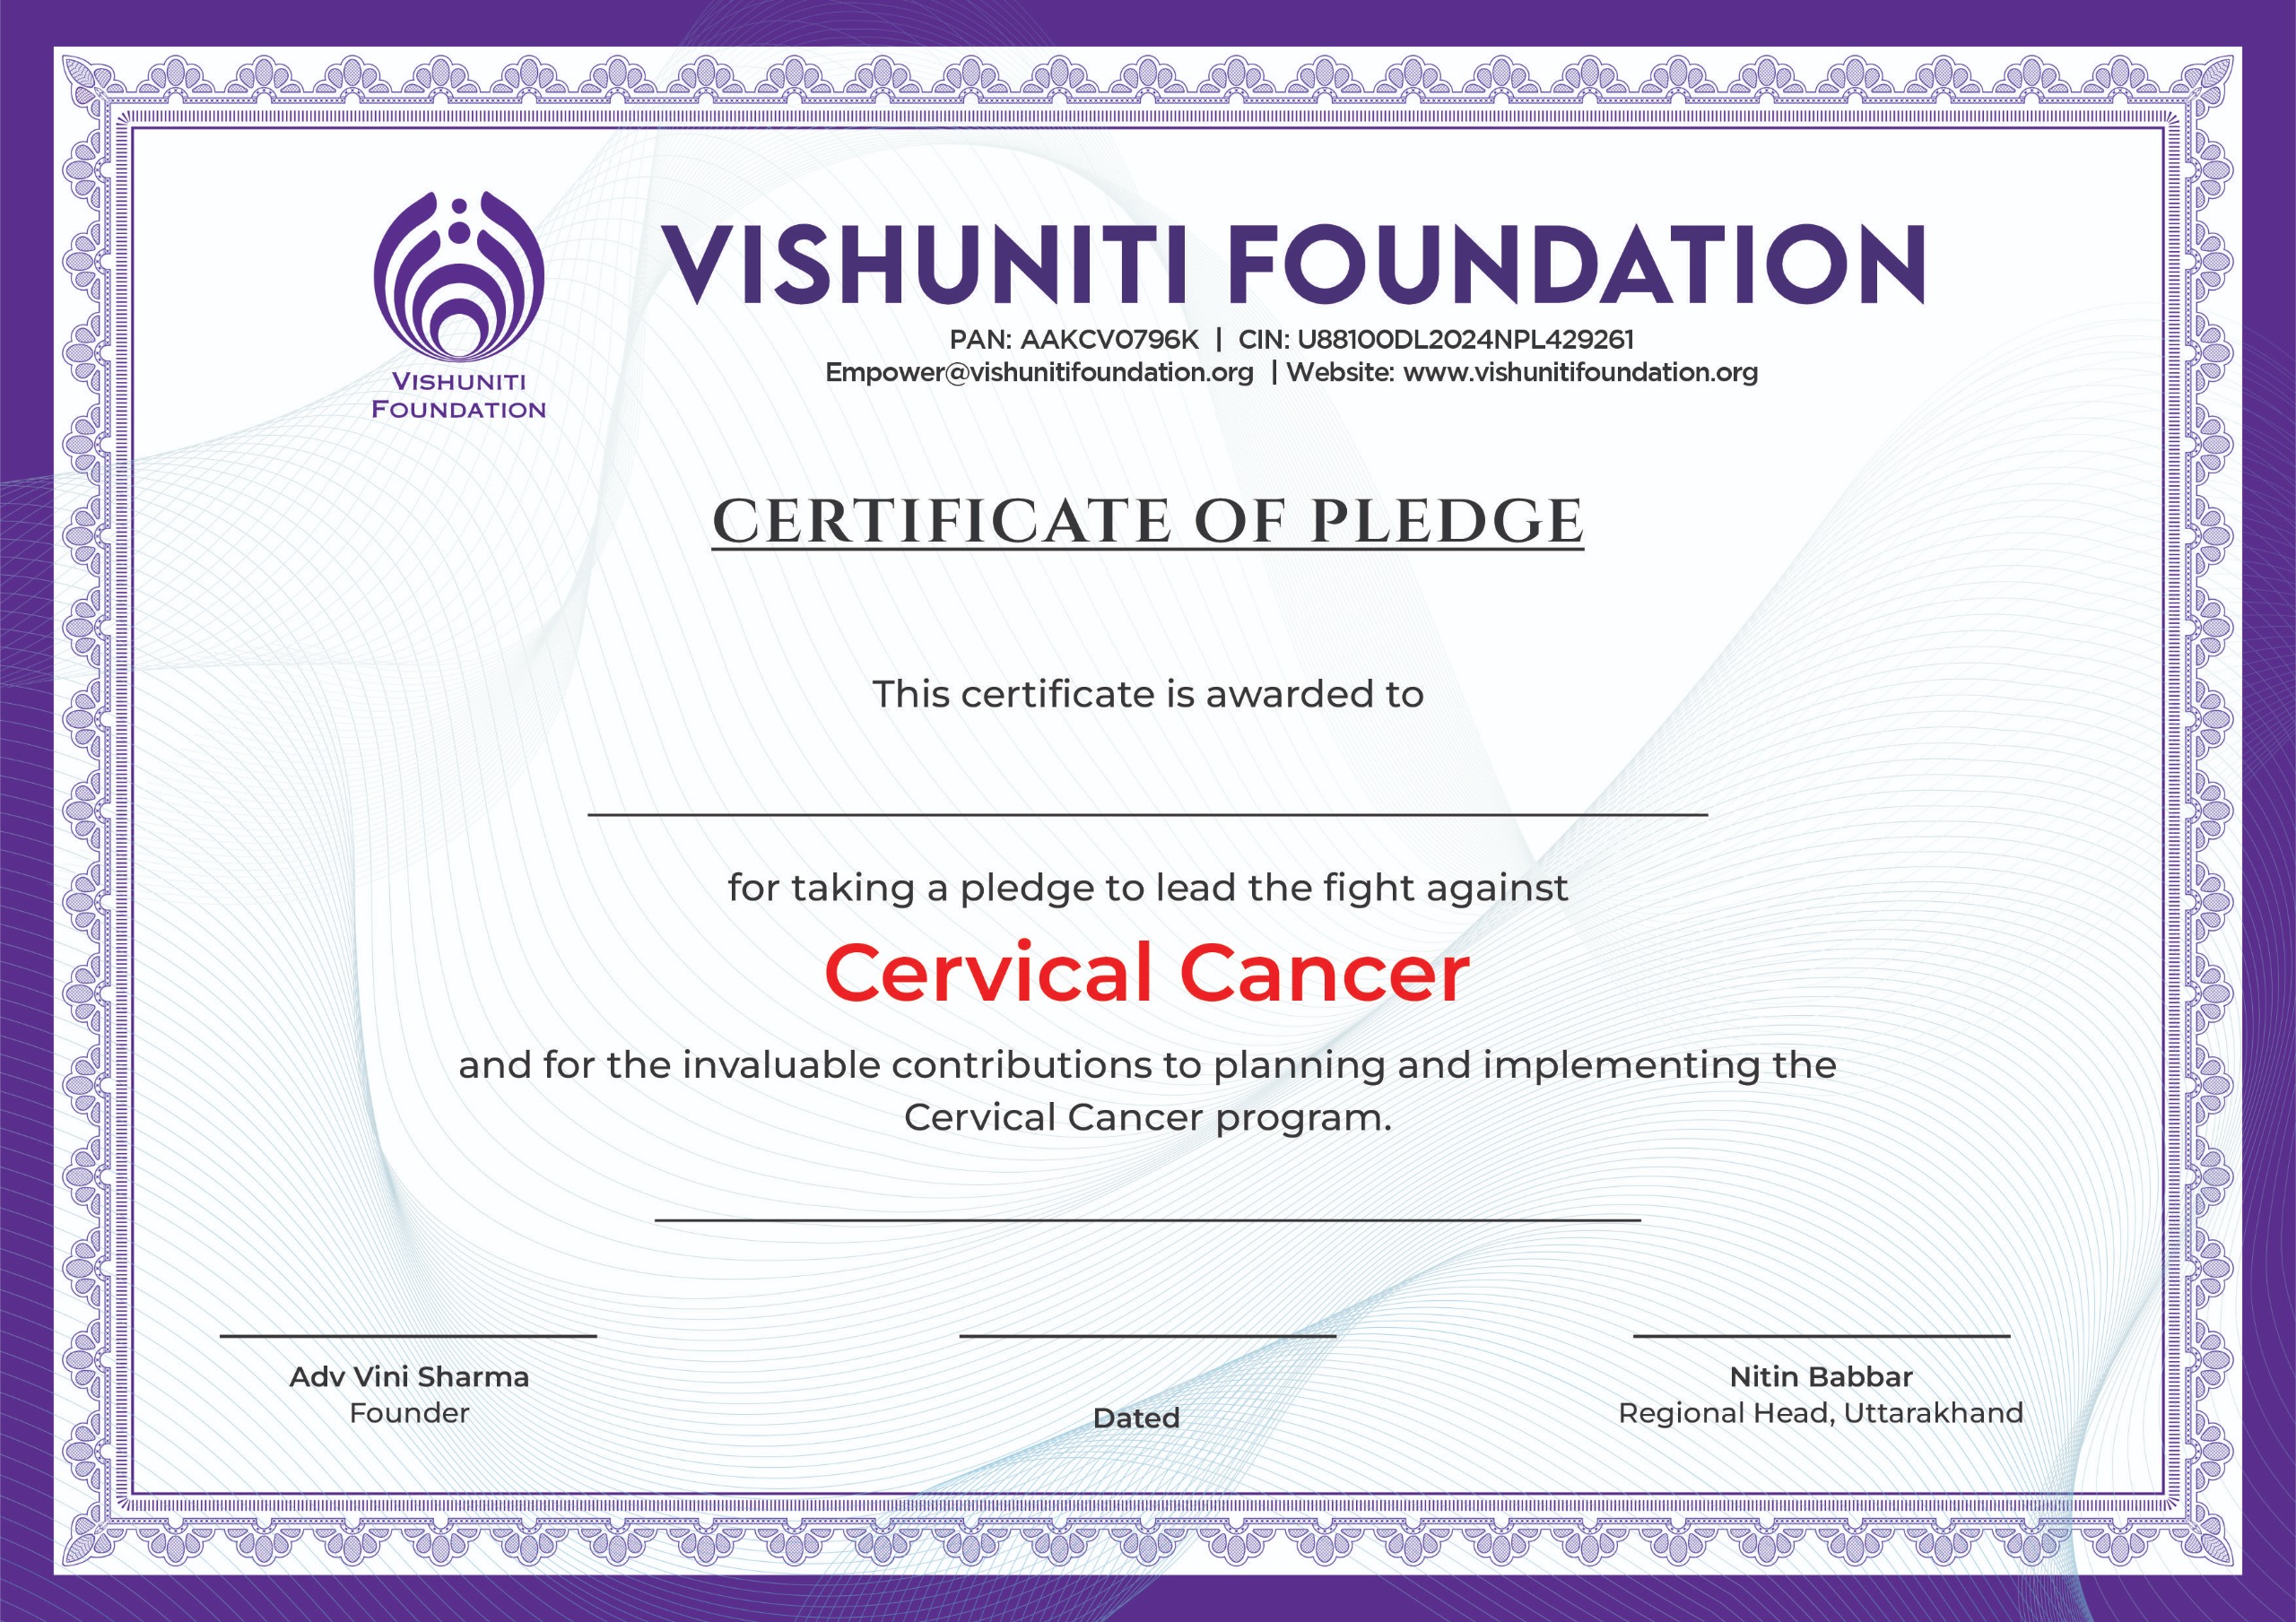 VISHUNITI
FOUNDATION
VISHUNITI FOUNDATION
PAN: AAKCV0796K | CIN: U88100DL2024NPL429261
Empower@vishunitifoundation.org | Website: www.vishunitifoundation.org
CERTIFICATE OF PLEDGE
This certificate is awarded to
for taking a pledge to lead the fight against
Cervical Cancer
and for the invaluable contributions to planning and implementing the
Cervical Cancer program.
Adv Vini Sharma
Founder
Dated
Nitin Babbar
Regional Head, Uttarakhand